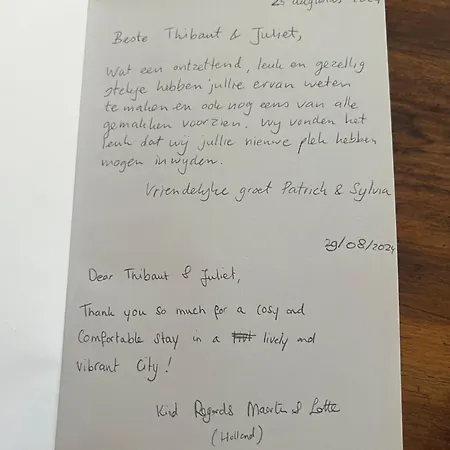 25 augustus 2024
Beste Thibaut & Juliet,
Wat een ontzettend, leuk en gezellig
stekje hebben jullie ervan weten
te maken en ook nog eens van alle
gemakken voorzien. Wij vonden het
leuk dat wij jullie nieuwe plek hebben
mogen inwijden.
Vriendelijke groet Patrick & Sylvia
29/08/2024
Dear Thibaut & Juliet,
Thank you so much for a cosy and
Comfortable stay in a lively and
vibrant City!
Kind Regards Maarten & Lotte
(Holland)